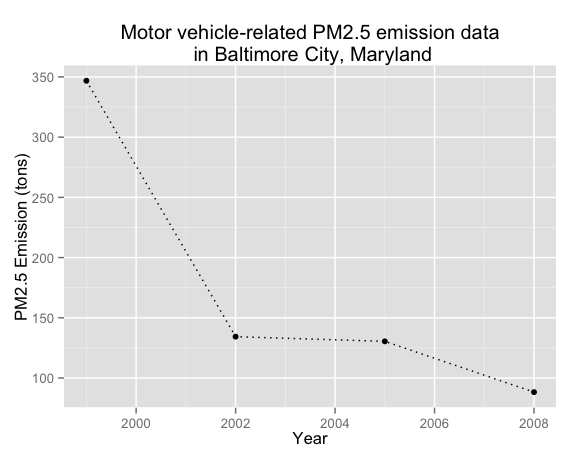 Motor vehicle-related PM2.5 emission data
in Baltimore City, Maryland
PM2.5 Emission (tons)
350
300
250
200
150
100
2000 2002 2004 2006 2008
Year